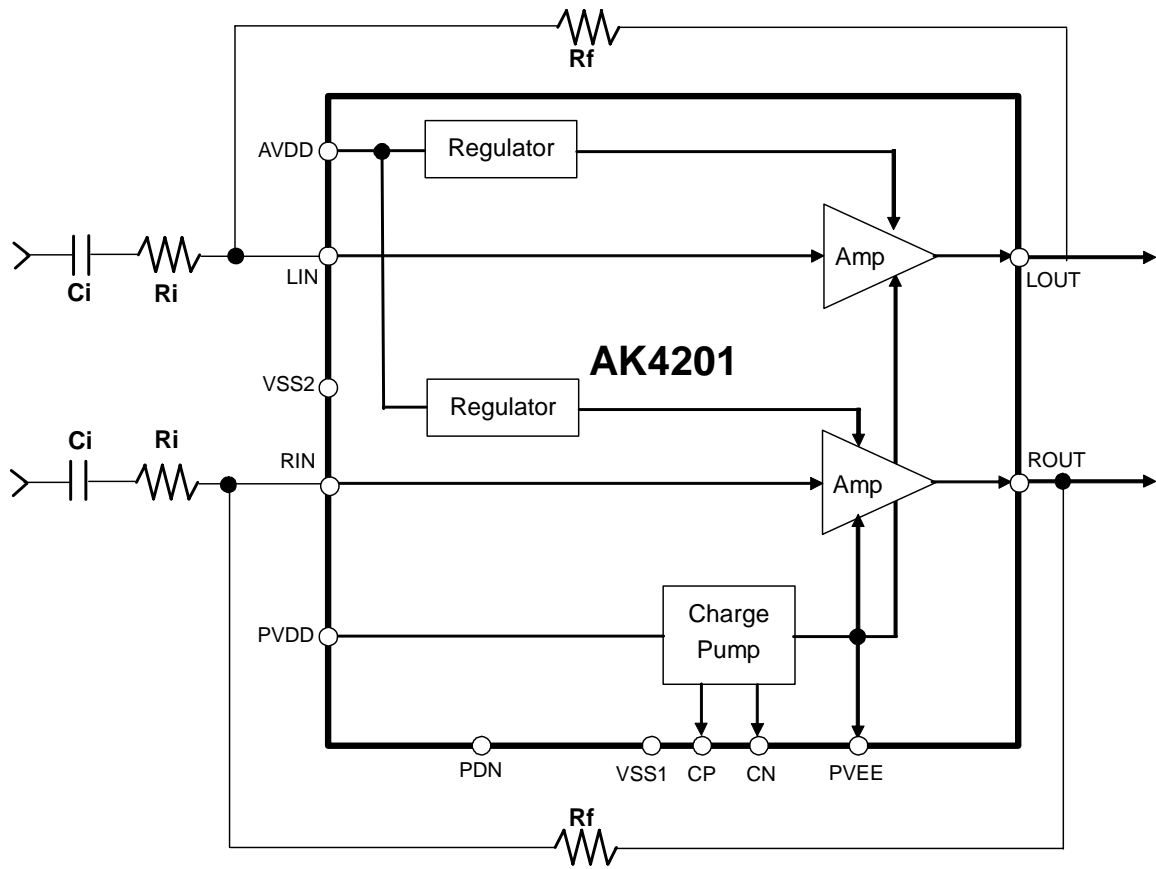 Rf
AVDD
Regulator
Amp
Ci
Ri
LIN
LOUT
AK4201
VSS2
Regulator
Ci
Ri
RIN
Amp
ROUT
PVDD
Charge
Pump
PDN
VSS1
CP
CN
PVEE
Rf